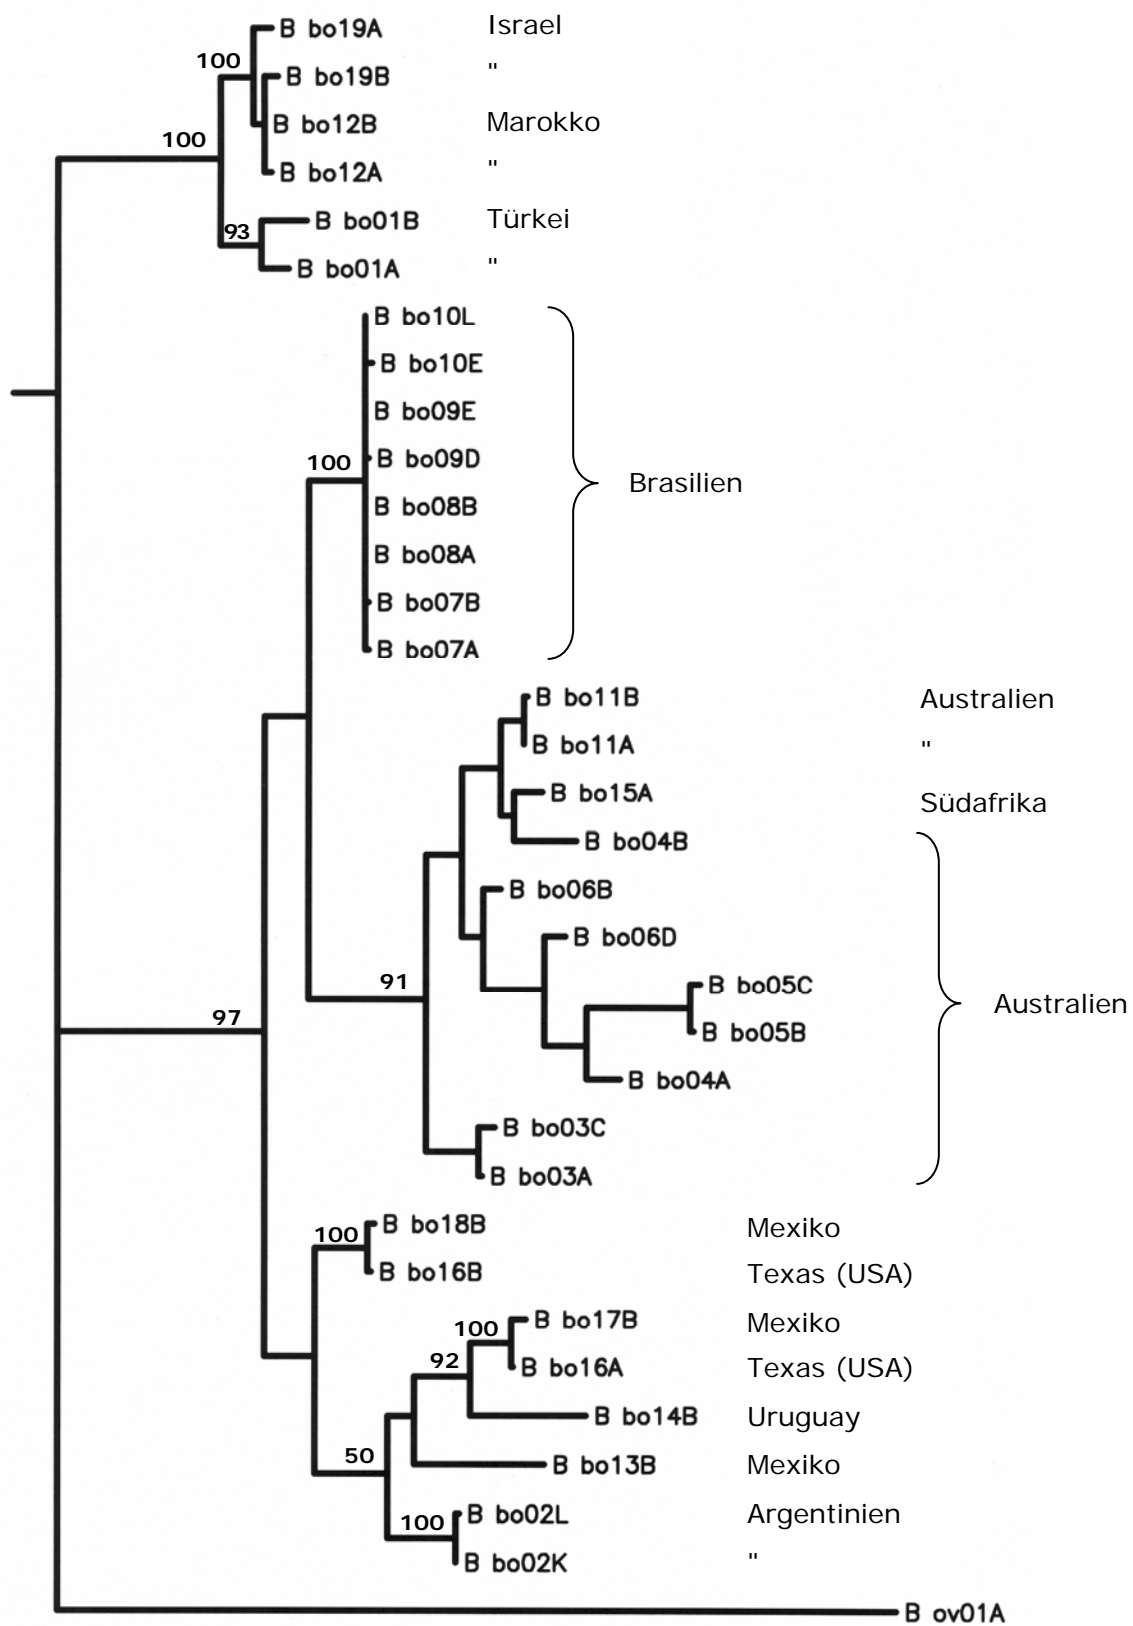 B bo19A Israel
100
B bo19B "
B bo12B Marokko
100
B bo12A "
B bo01B Türkei
93
B bo01A "
B bo10L
B bo10E
B bo09E
B bo09D
100
Brasilien
B bo08B
B bo08A
B bo07B
B bo07A
B bo11B Australien
B bo11A "
B bo15A Südafrika
B bo04B
B bo06B
B bo06D
91
B bo05C
Australien
97
B bo05B
B bo04A
B bo03C
B bo03A
B bo18B Mexiko
100
B bo16B Texas (USA)
B bo17B Mexiko
100
92
B bo16A Texas (USA)
B bo14B Uruguay
50
B bo13B Mexiko
B bo02L Argentinien
100
B bo02K "
B ov01A